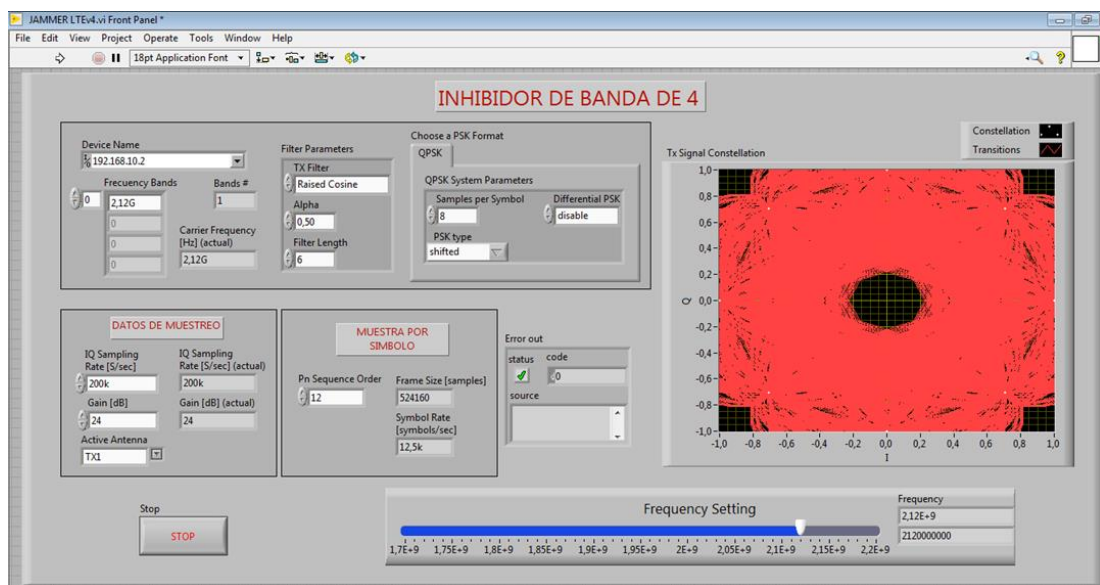 JAMMER LTEv4.vi Front Panel *
File Edit View Project Operate Tools Window Help
18pt Application Font
INHIBIDOR DE BANDA DE 4
Device Name
192.168.10.2
Frecuency Bands
Bands #
0
2,12G
1
0
0
0
Carrier Frequency
[Hz] (actual)
2,12G
Filter Parameters
TX Filter
Raised Cosine
Alpha
0,50
Filter Length
6
Choose a PSK Format
QPSK
QPSK System Parameters
Samples per Symbol
8
Differential PSK
disable
PSK type
shifted
Constellation
Transitions
Tx Signal Constellation
1,0
0,8
0,6
0,4
0,2
0,0
-0,2
-0,4
-0,6
-0,8
-1,0
Q
-1,0 -0,8 -0,6 -0,4 -0,2 0,0 0,2 0,4 0,6 0,8 1,0
I
DATOS DE MUESTREO
IQ Sampling
Rate [S/sec]
200k
IQ Sampling
Rate [S/sec] (actual)
200k
Gain [dB]
24
Gain [dB] (actual)
24
Active Antenna
TX1
MUESTRA POR
SIMBOLO
Pn Sequence Order
12
Frame Size [samples]
524160
Symbol Rate
[symbols/sec]
12,5k
Error out
status code
0
source
Stop
STOP
Frequency Setting
1,7E+9 1,75E+9 1,8E+9 1,85E+9 1,9E+9 1,95E+9 2E+9 2,05E+9 2,1E+9 2,15E+9 2,2E+9
Frequency
2,12E+9
2120000000